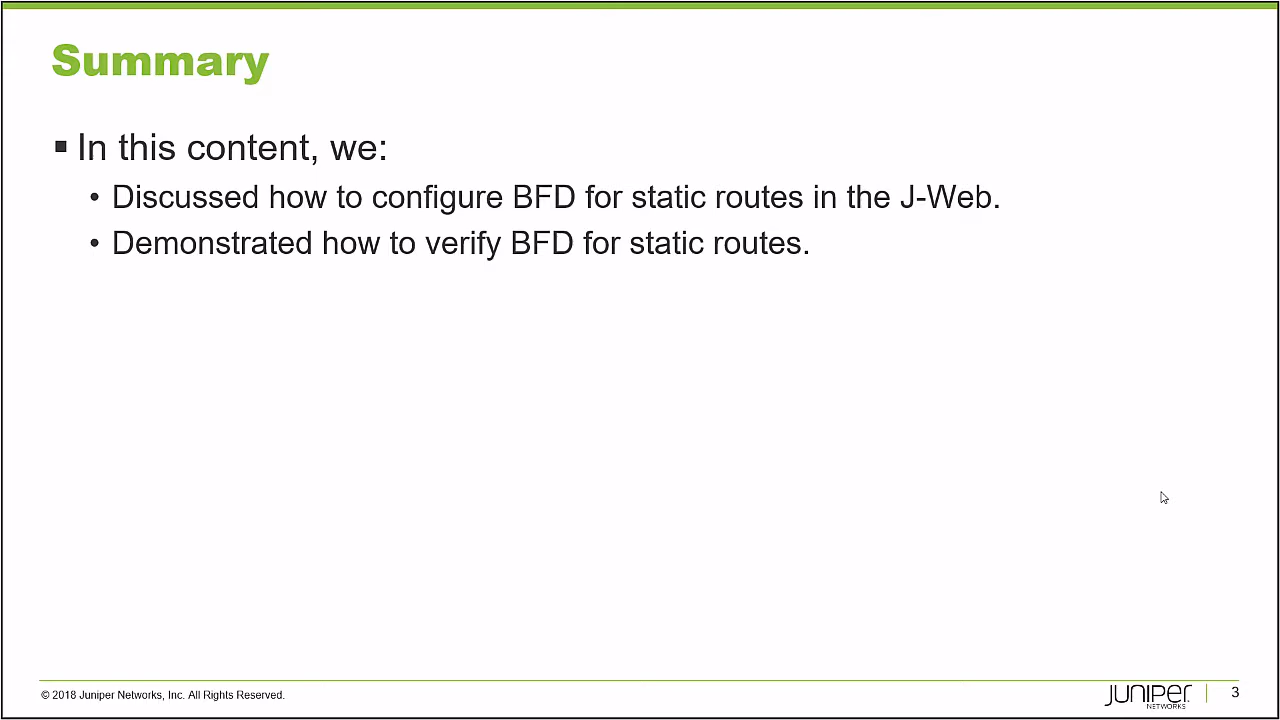 Summary
▪ In this content, we:
• Discussed how to configure BFD for static routes in the J-Web.
• Demonstrated how to verify BFD for static routes.
© 2018 Juniper Networks, Inc. All Rights Reserved.
JUNIPER
NETWORKS
3